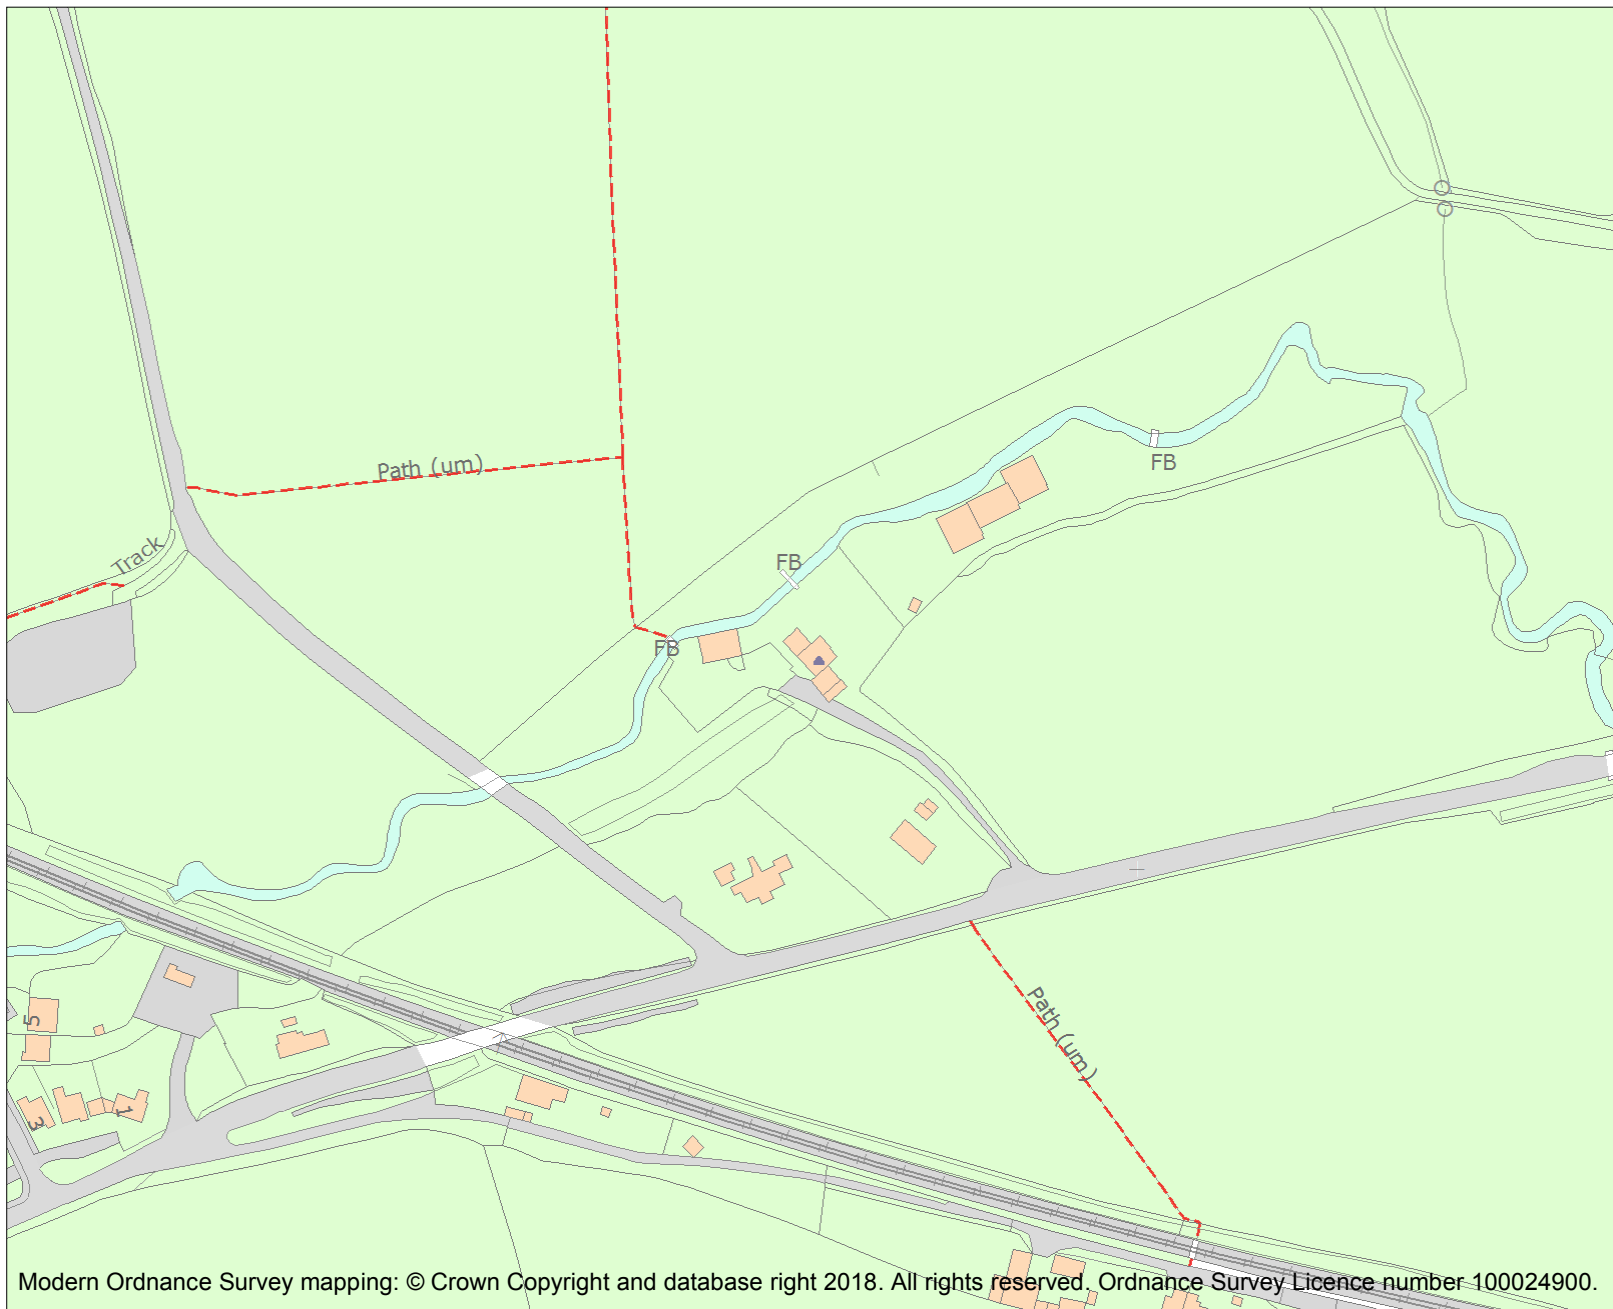 Path (um)
FB
Track
FB
FB
Path (um)
5
3
1
Modern Ordnance Survey mapping: © Crown Copyright and database right 2018. All rights reserved. Ordnance Survey Licence number 100024900.